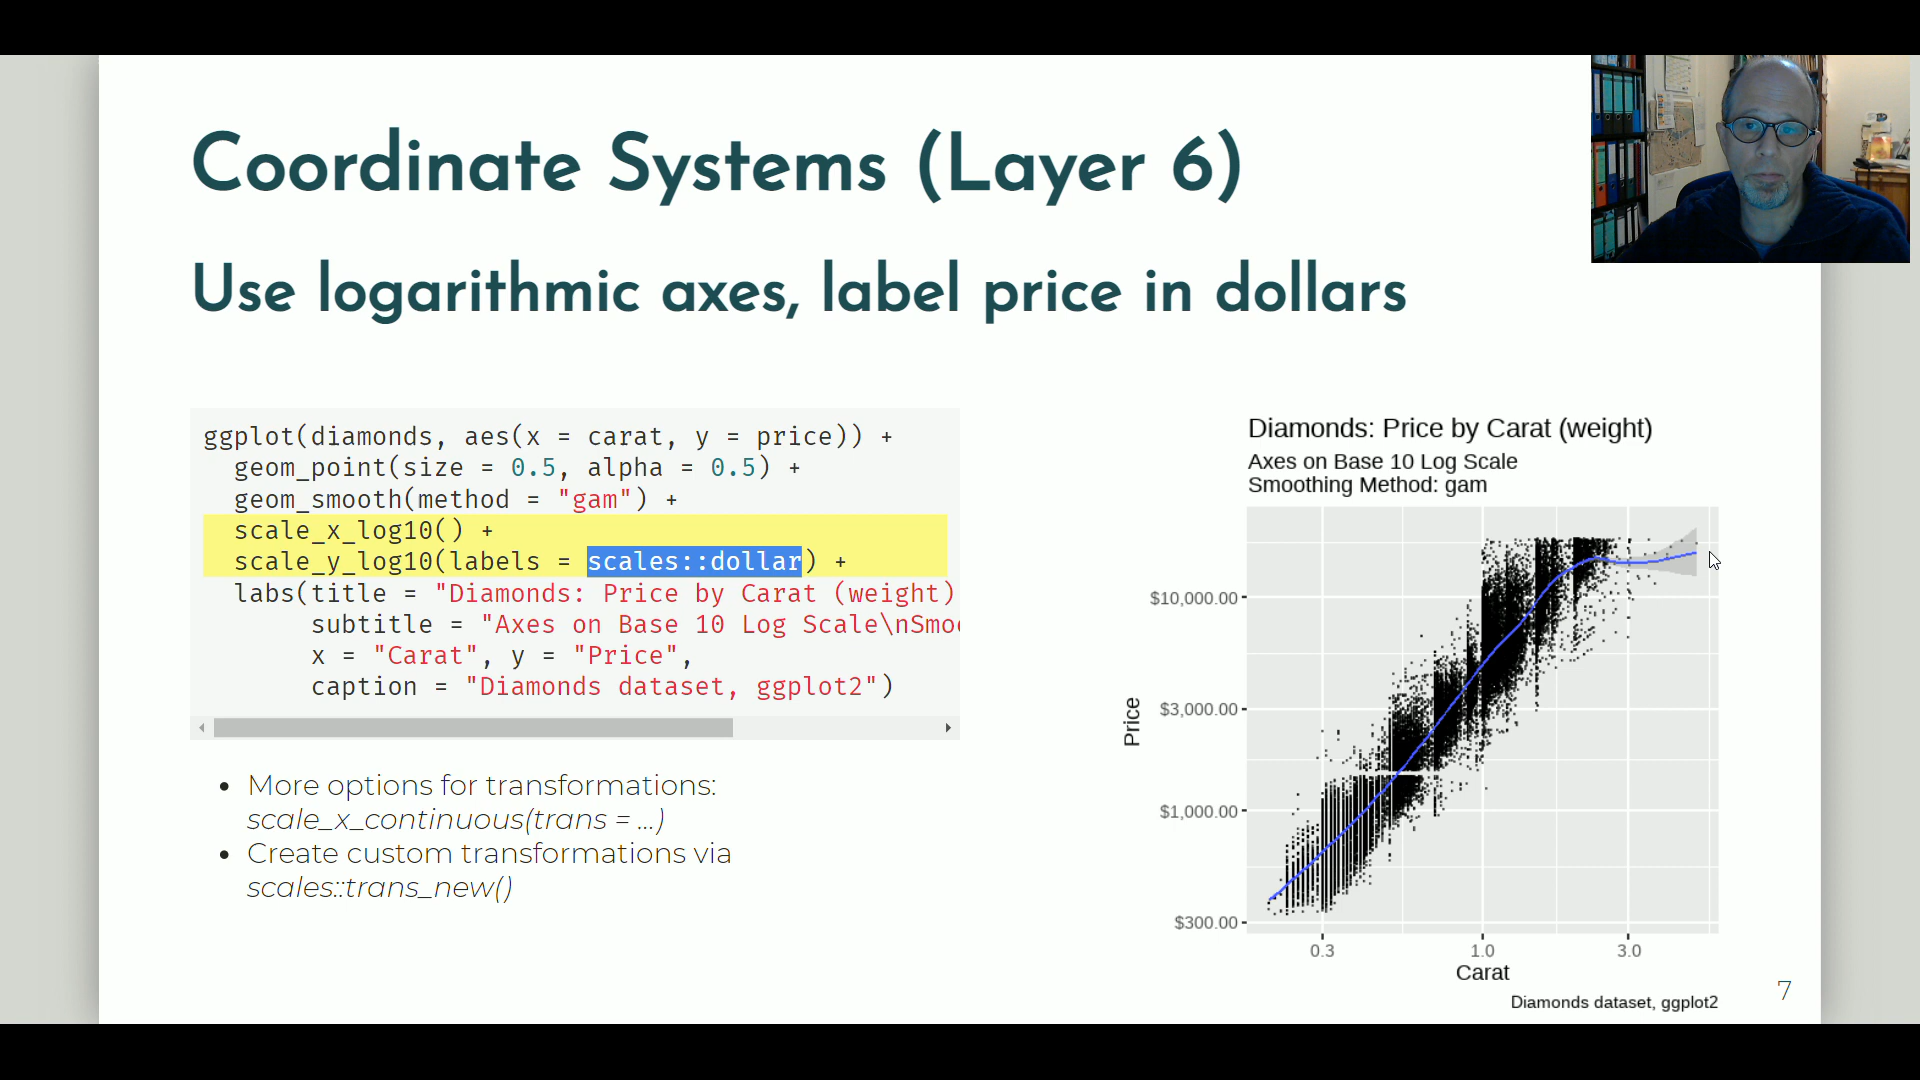 Coordinate Systems (Layer 6)
Use logarithmic axes, label price in dollars
ggplot(diamonds, aes(x = carat, y = price)) +
  geom_point(size = 0.5, alpha = 0.5) +
  geom_smooth(method = "gam") +
  scale_x_log10() +
  scale_y_log10(labels = scales::dollar) +
  labs(title = "Diamonds: Price by Carat (weight)
       subtitle = "Axes on Base 10 Log Scale\nSmoo
       x = "Carat", y = "Price",
       caption = "Diamonds dataset, ggplot2")
• More options for transformations:
scale_x_continuous(trans = ...)
• Create custom transformations via
scales::trans_new()
Diamonds: Price by Carat (weight)
Axes on Base 10 Log Scale
Smoothing Method: gam
$10,000.00
$3,000.00
$1,000.00
$300.00
Price
0.3 1.0 3.0
Carat
Diamonds dataset, ggplot2
7